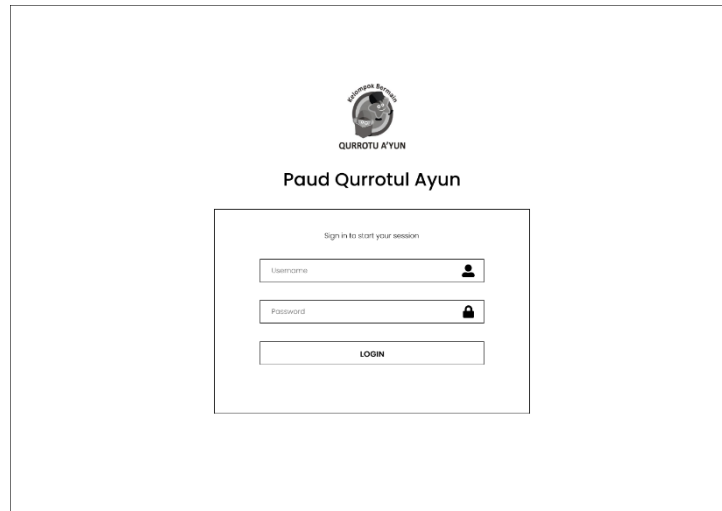 Kelompok Bermain
QURROTU A'YUN
Paud Qurrotul Ayun
Sign in to start your session
Username
Password
LOGIN